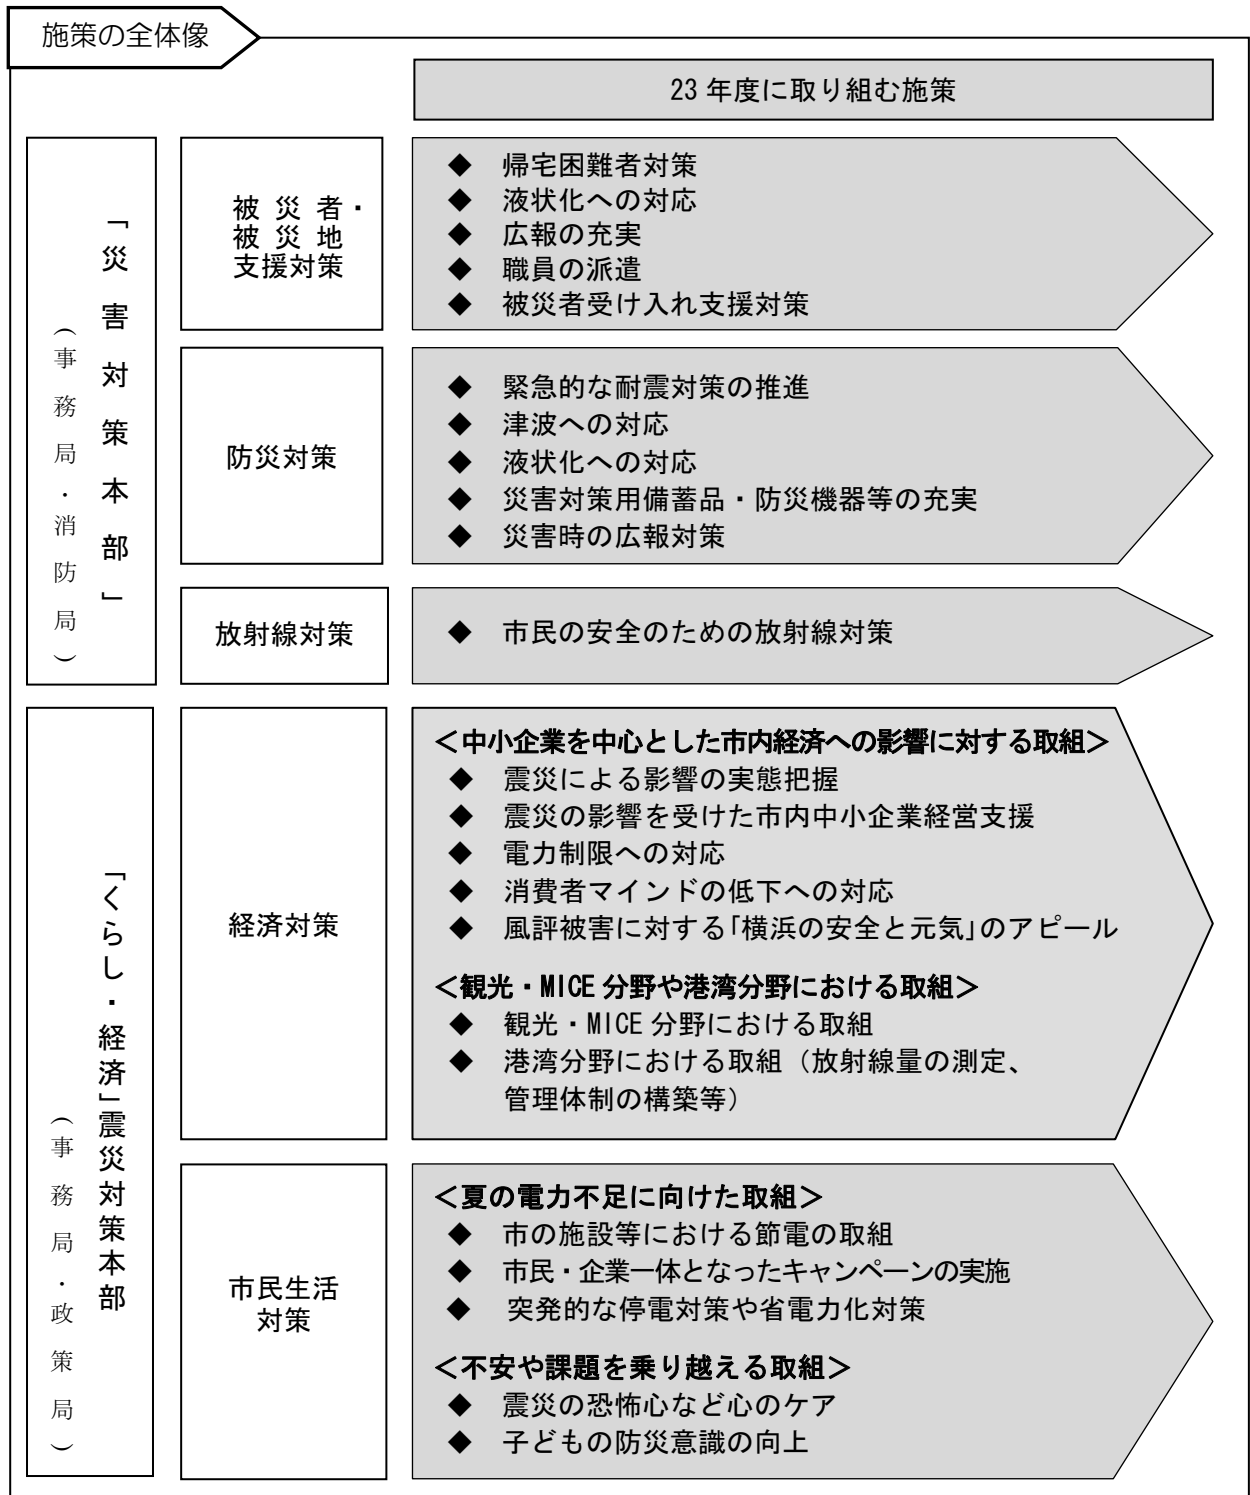 施策の全体像
23 年度に取り組む施策
「災害対策本部」
(事務局・消防局)
被災者・
被災地
支援対策
◆ 帰宅困難者対策
◆ 液状化への対応
◆ 広報の充実
◆ 職員の派遣
◆ 被災者受け入れ支援対策
防災対策
◆ 緊急的な耐震対策の推進
◆ 津波への対応
◆ 液状化への対応
◆ 災害対策用備蓄品・防災機器等の充実
◆ 災害時の広報対策
放射線対策
◆ 市民の安全のための放射線対策
「くらし・経済」震災対策本部
(事務局・政策局)
経済対策
＜中小企業を中心とした市内経済への影響に対する取組＞
◆ 震災による影響の実態把握
◆ 震災の影響を受けた市内中小企業経営支援
◆ 電力制限への対応
◆ 消費者マインドの低下への対応
◆ 風評被害に対する「横浜の安全と元気」のアピール
＜観光・MICE 分野や港湾分野における取組＞
◆ 観光・MICE 分野における取組
◆ 港湾分野における取組（放射線量の測定、
管理体制の構築等）
市民生活
対策
＜夏の電力不足に向けた取組＞
◆ 市の施設等における節電の取組
◆ 市民・企業一体となったキャンペーンの実施
◆ 突発的な停電対策や省電力化対策
＜不安や課題を乗り越える取組＞
◆ 震災の恐怖心など心のケア
◆ 子どもの防災意識の向上